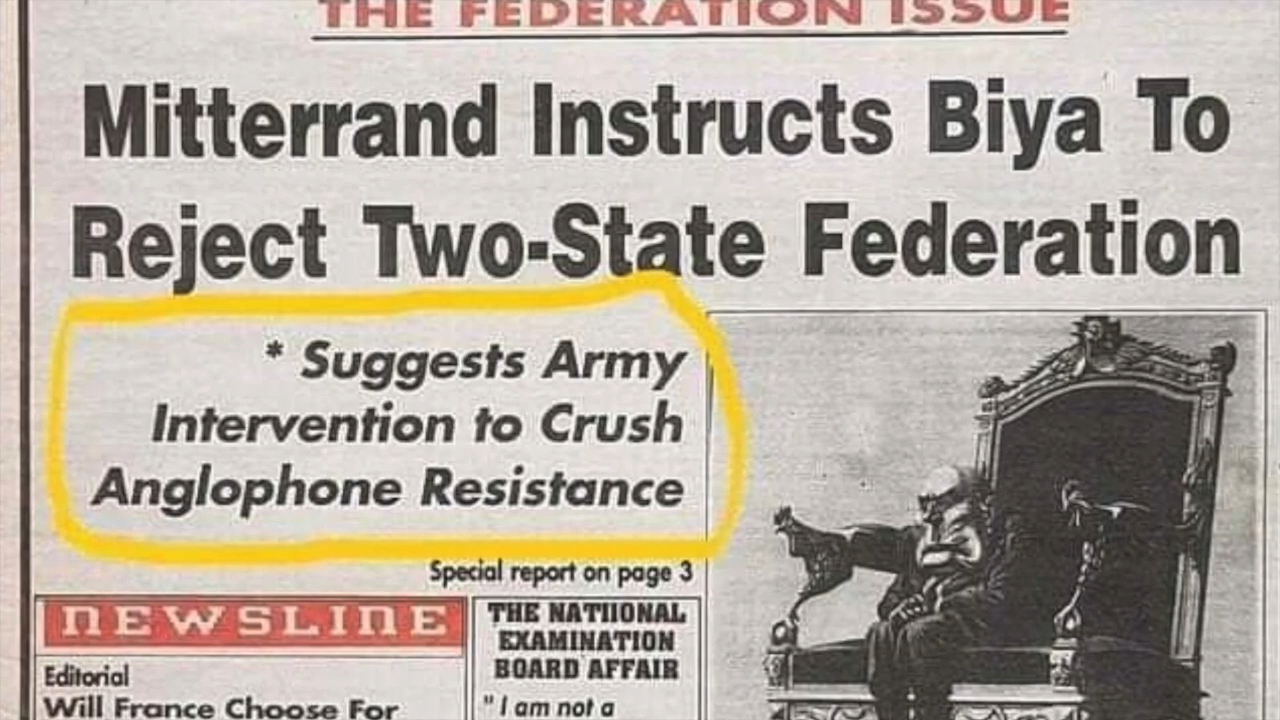 THE FEDERATION ISSUE
Mitterrand Instructs Biya To
Reject Two-State Federation
* Suggests Army
Intervention to Crush
Anglophone Resistance
Special report on page 3
NEWSLINE
Editorial
Will France Choose For
THE NATIIONAL
EXAMINATION
BOARD AFFAIR
"I am not a